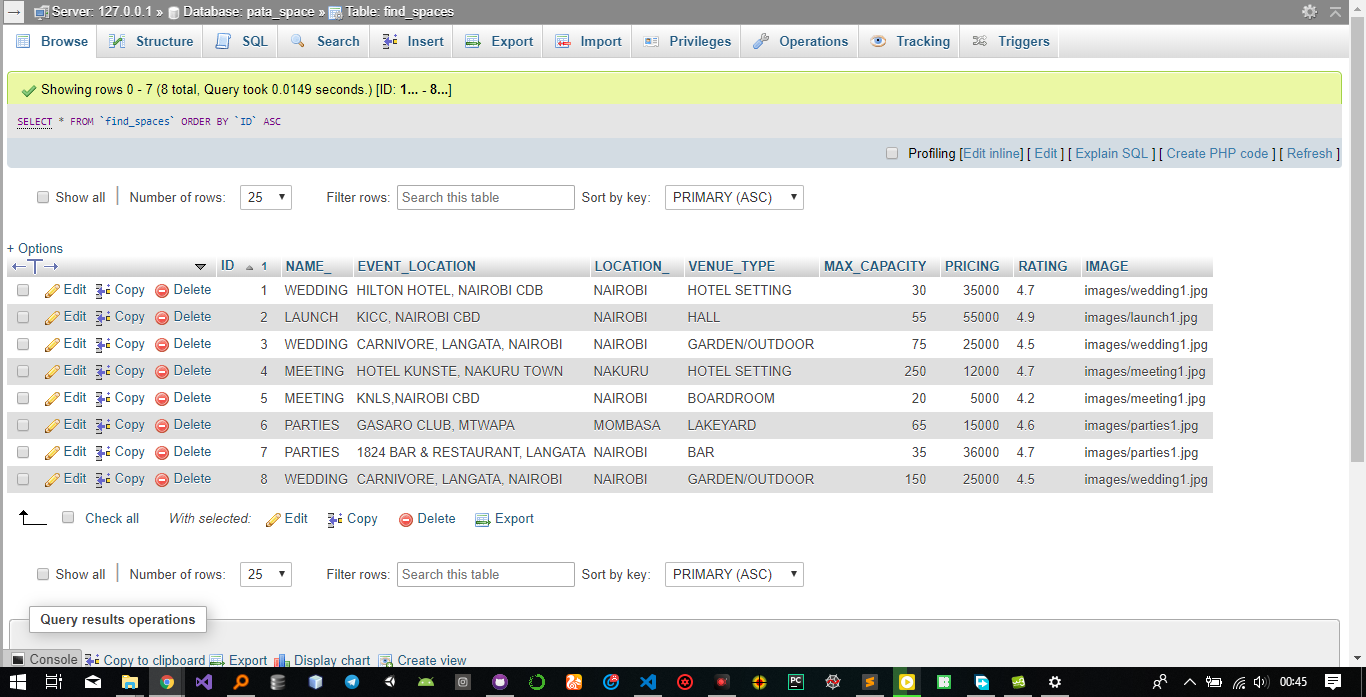 Server: 127.0.0.1 » Database: pata_space » Table: find_spaces
Browse Structure SQL Search Insert Export Import Privileges Operations Tracking Triggers
Showing rows 0 - 7 (8 total, Query took 0.0149 seconds.) [ID: 1... - 8...]
SELECT * FROM `find_spaces` ORDER BY `ID` ASC
Profiling [Edit inline] [ Edit ] [ Explain SQL ] [ Create PHP code ] [ Refresh ]
Show all Number of rows: 25 Filter rows: Search this table Sort by key: PRIMARY (ASC)
+ Options
ID 1 NAME_ EVENT_LOCATION LOCATION_ VENUE_TYPE MAX_CAPACITY PRICING RATING IMAGE
Edit Copy Delete 1 WEDDING HILTON HOTEL, NAIROBI CDB NAIROBI HOTEL SETTING 30 35000 4.7 images/wedding1.jpg
Edit Copy Delete 2 LAUNCH KICC, NAIROBI CBD NAIROBI HALL 55 55000 4.9 images/launch1.jpg
Edit Copy Delete 3 WEDDING CARNIVORE, LANGATA, NAIROBI NAIROBI GARDEN/OUTDOOR 75 25000 4.5 images/wedding1.jpg
Edit Copy Delete 4 MEETING HOTEL KUNSTE, NAKURU TOWN NAKURU HOTEL SETTING 250 12000 4.7 images/meeting1.jpg
Edit Copy Delete 5 MEETING KNLS,NAIROBI CBD NAIROBI BOARDROOM 20 5000 4.2 images/meeting1.jpg
Edit Copy Delete 6 PARTIES GASARO CLUB, MTWAPA MOMBASA LAKEYARD 65 15000 4.6 images/parties1.jpg
Edit Copy Delete 7 PARTIES 1824 BAR & RESTAURANT, LANGATA NAIROBI BAR 35 36000 4.7 images/parties1.jpg
Edit Copy Delete 8 WEDDING CARNIVORE, LANGATA, NAIROBI NAIROBI GARDEN/OUTDOOR 150 25000 4.5 images/wedding1.jpg
Check all With selected: Edit Copy Delete Export
Show all Number of rows: 25 Filter rows: Search this table Sort by key: PRIMARY (ASC)
Query results operations
Console Copy to clipboard Export Display chart Create view
00:45